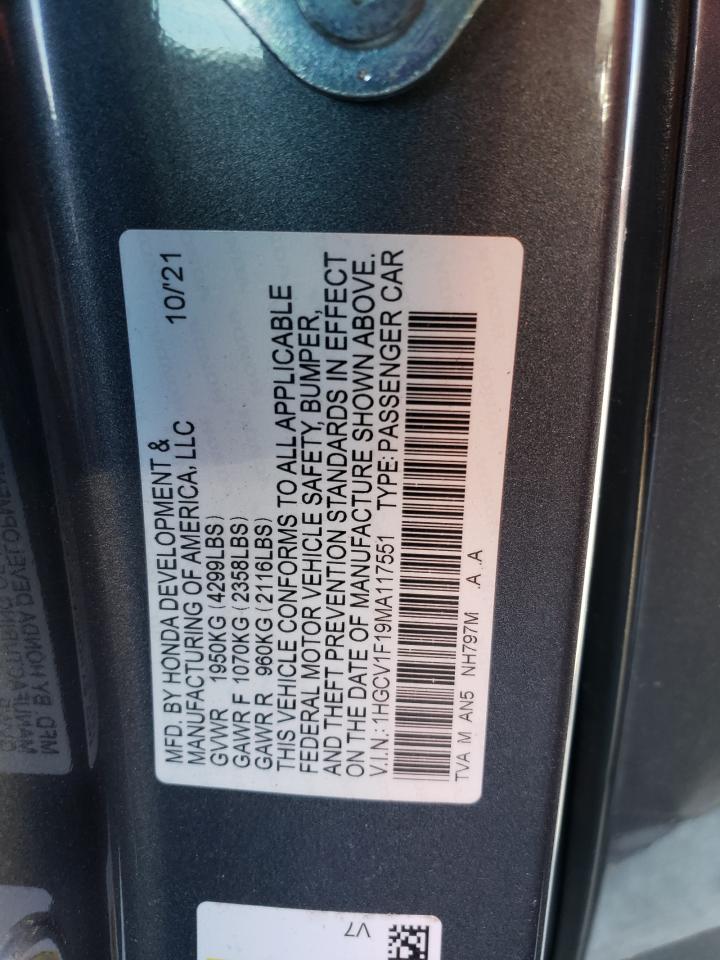 MFD. BY HONDA DEVELOPMENT &
MANUFACTURING OF AMERICA, LLC 10/'21
GVWR 1950KG (4299LBS)
GAWR F 1070KG (2358LBS)
GAWR R 960KG (2116LBS)
THIS VEHICLE CONFORMS TO ALL APPLICABLE
FEDERAL MOTOR VEHICLE SAFETY, BUMPER,
AND THEFT PREVENTION STANDARDS IN EFFECT
ON THE DATE OF MANUFACTURE SHOWN ABOVE.
V.I.N.: 1HGCV1F19MA117551 TYPE: PASSENGER CAR
TVA M AN5 NH797M .A .A
V7